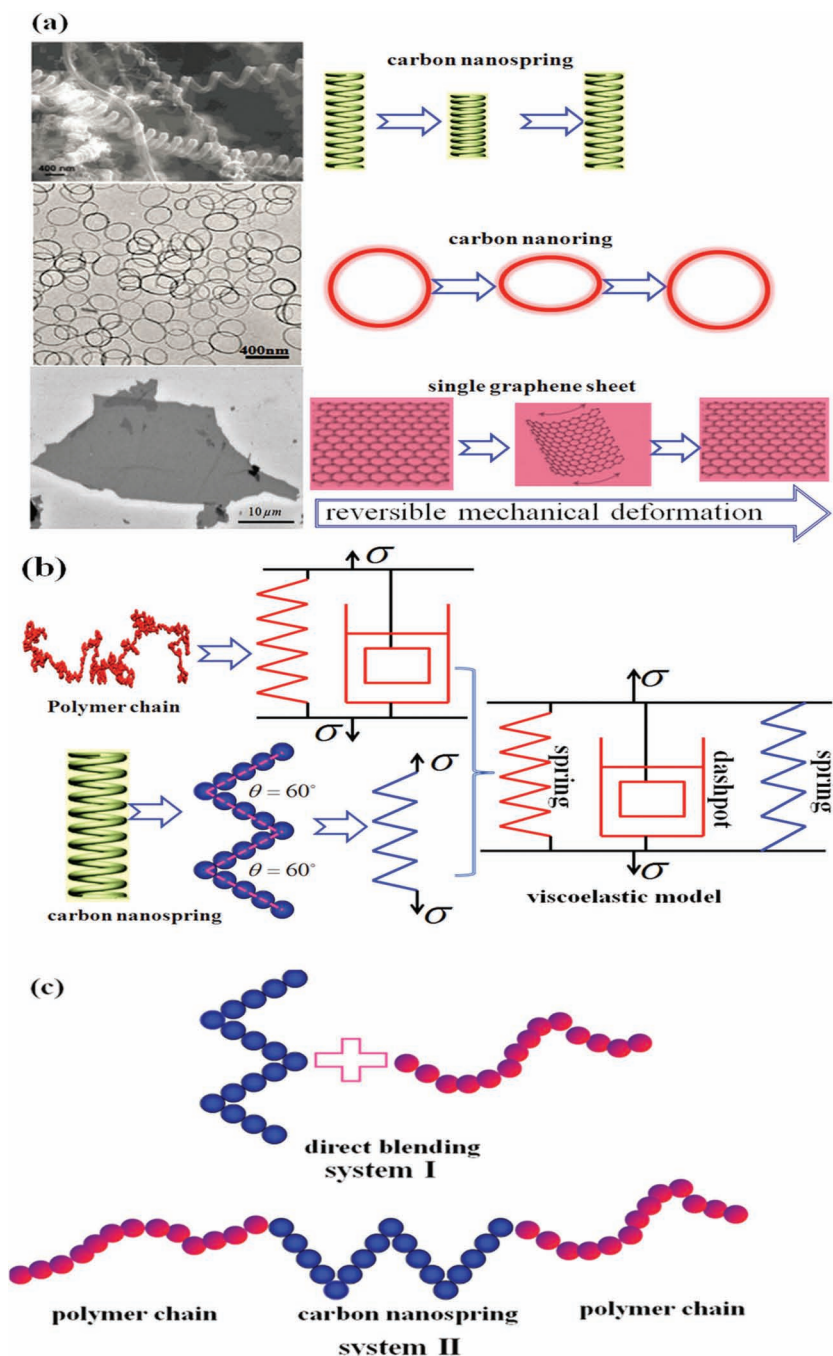 (a)
carbon nanospring
400 nm
carbon nanoring
400nm
single graphene sheet
10 μm
reversible mechanical deformation
(b)
σ
Polymer chain
σ
σ
spring
dashpot
spring
σ
θ = 60°
θ = 60°
σ
σ
carbon nanospring
viscoelastic model
(c)
direct blending
system I
polymer chain
carbon nanospring
polymer chain
system II